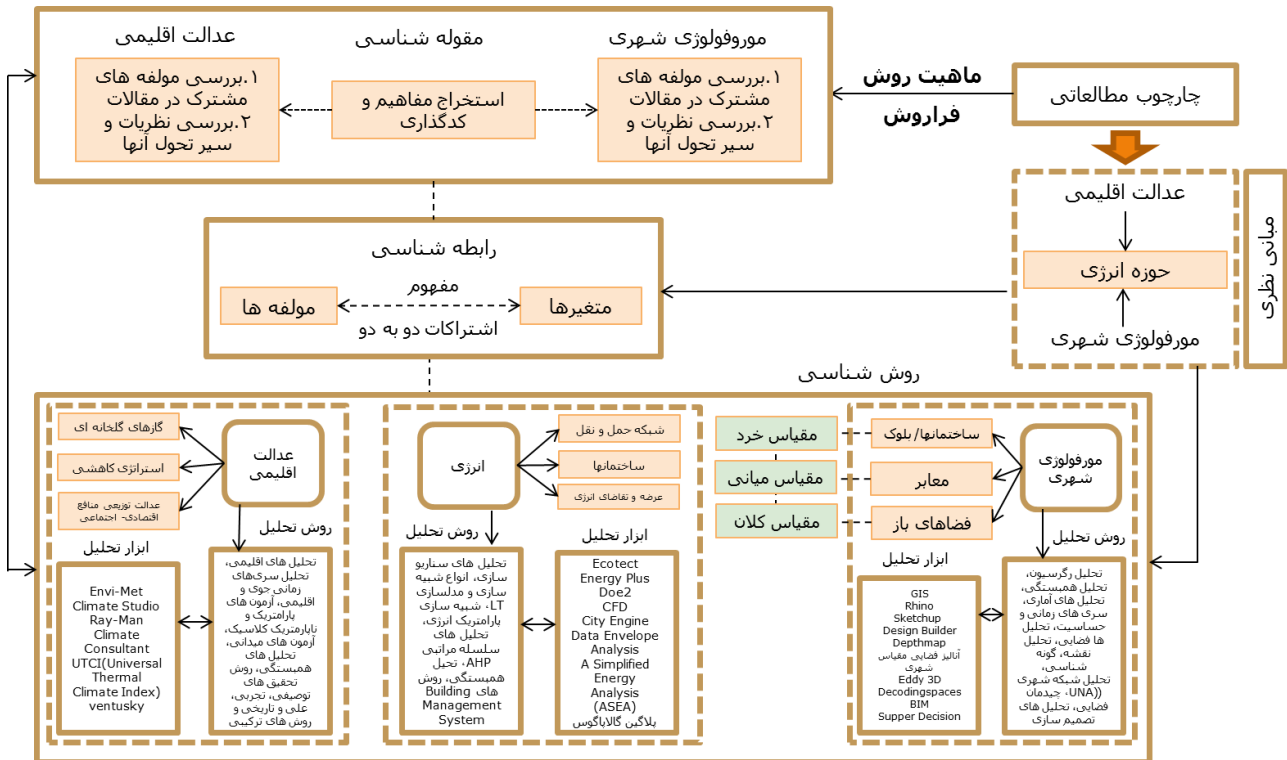 چارچوب مطالعاتی
ماهیت روش
فراروش
موروفولوژی شهری
۱.بررسی مولفه های
مشترک در مقالات
۲.بررسی نظریات و
سیر تحول آنها
مقوله شناسی
استخراج مفاهیم و
کدگذاری
عدالت اقلیمی
۱.بررسی مولفه های
مشترک در مقالات
۲.بررسی نظریات و
سیر تحول آنها
مبانی نظری
عدالت اقلیمی
حوزه انرژی
مورفولوژی شهری
رابطه شناسی
متغیرها
مفهوم
اشتراکات دو به دو
مولفه ها
روش شناسی
مورفولوژی
شهری
ساختمانها/بلوک
معابر
فضاهای باز
مقیاس خرد
مقیاس میانی
مقیاس کلان
روش تحلیل
تحلیل رگرسیون،
تحلیل همبستگی،
تحلیل های آماری،
سری های زمانی و
حساسیت، تحلیل
ها فضایی، تحلیل
نقشه، گونه
شناسی،
تحلیل شبکه شهری
((UNA، چیدمان
فضایی، تحلیل های
تصمیم سازی
ابزار تحلیل
GIS
Rhino
Sketchup
Design Builder
Depthmap
آنالیز فضایی مقیاس
شهری
Eddy 3D
Decodingspaces
BIM
Supper Decision
انرژی
شبکه حمل و نقل
ساختمانها
عرضه و تقاضای انرژی
ابزار تحلیل
Ecotect
Energy Plus
Doe2
CFD
City Engine
Data Envelope
Analysis
A Simplified
Energy
Analysis
(ASEA)
پلاگین گالاپاگوس
روش تحلیل
تحلیل های سناریو
سازی، انواع شبیه
سازی و مدلسازی
LT، شبیه سازی
پارامتریک انرژی،
تحلیل های
سلسله مراتبی
AHP، تحیل
همبستگی، روش
های Building
Management
System
عدالت
اقلیمی
گازهای گلخانه ای
استراتژی کاهشی
عدالت توزیعی منافع
اقتصادی- اجتماعی
روش تحلیل
تحلیل های اقلیمی،
تحلیل سری‌های
زمانی جوی و
اقلیمی، آزمون های
پارامتریک و
ناپارمتریک کلاسیک،
آزمون های میدانی،
تحلیل های
همبستگی، روش
تحقیق های
توصیفی، تجربی،
علی و تاریخی و
روش های ترکیبی
ابزار تحلیل
Envi-Met
Climate Studio
Ray-Man
Climate
Consultant
UTCI(Universal
Thermal
Climate Index)
ventusky